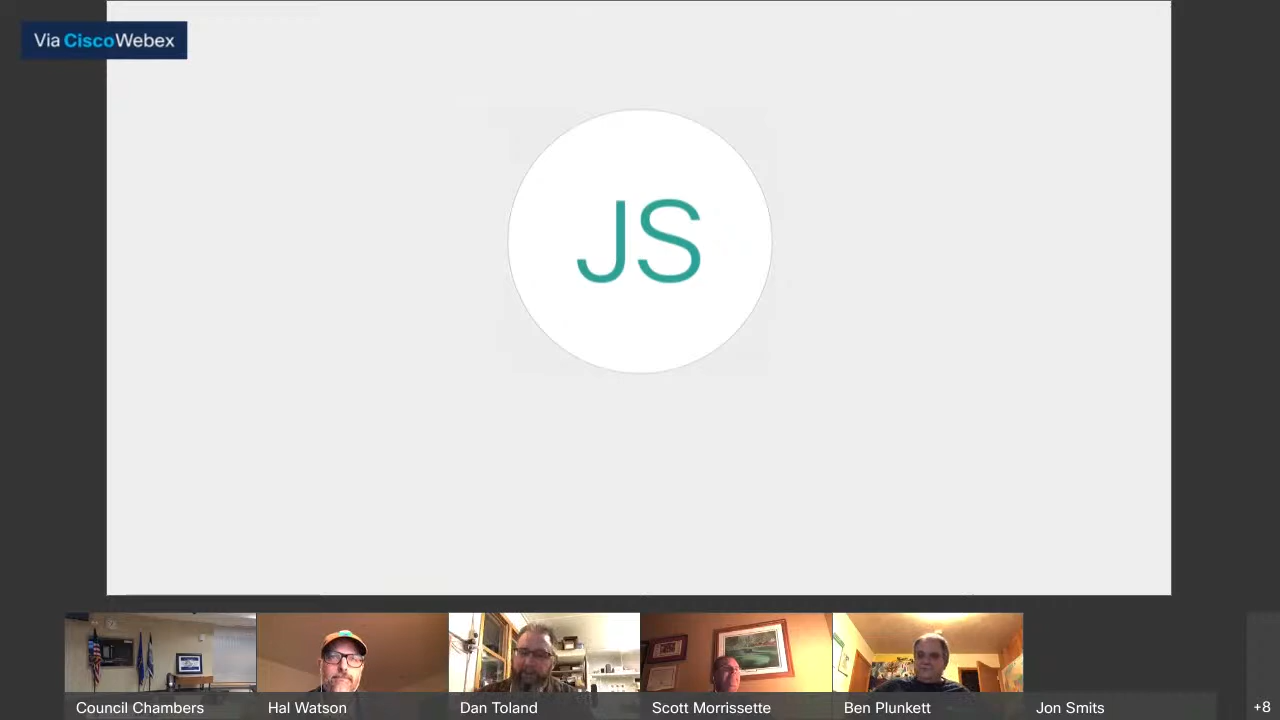 Via CiscoWebex
JS
Council Chambers
Hal Watson
Dan Toland
Scott Morrissette
Ben Plunkett
Jon Smits
+8